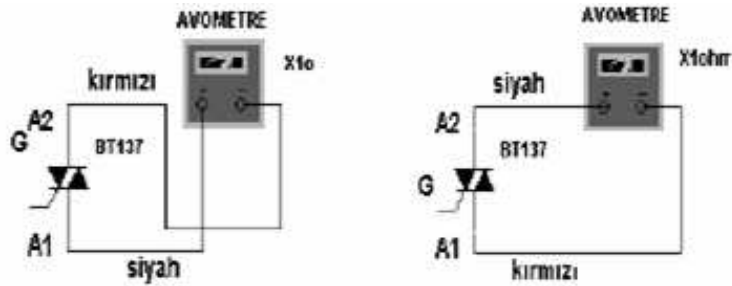 AVOMETRE
X1o
kırmızı
A2
G
BT137
A1
siyah
AVOMETRE
X1ohm
siyah
A2
BT137
G
A1
kırmızı